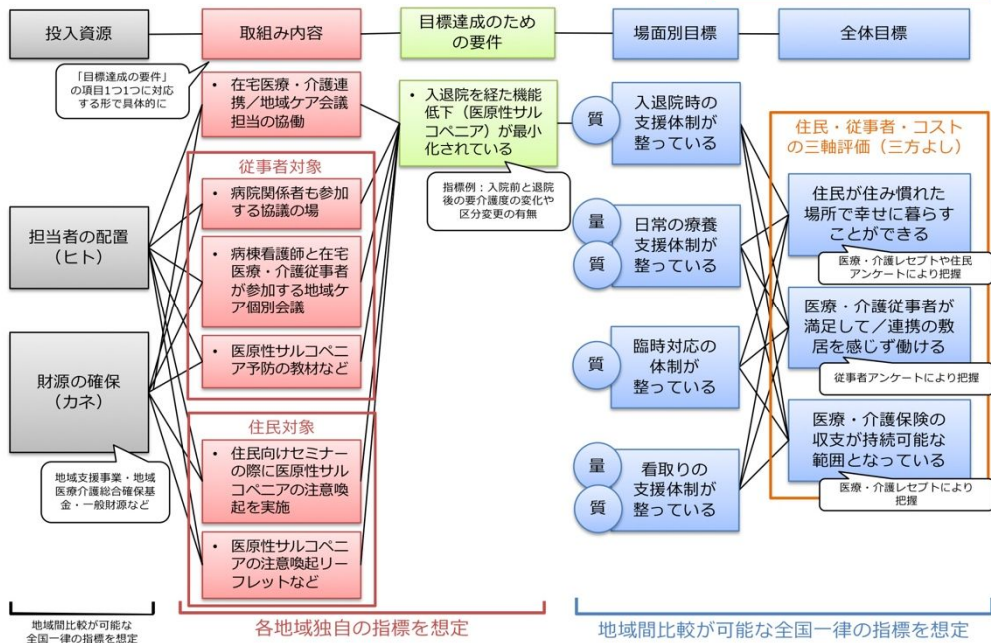 投入資源
取組み内容
目標達成のため
の要件
場面別目標
全体目標
「目標達成の要件」
の項目1つ1つに対応
する形で具体的に
• 在宅医療・介護連
携／地域ケア会議
担当の協働
従事者対象
• 病院関係者も参加
する協議の場
• 病棟看護師と在宅
医療・介護従事者
が参加する地域ケ
ア個別会議
• 医原性サルコペニ
ア予防の教材など
住民対象
• 住民向けセミナー
の際に医原性サル
コペニアの注意喚
起を実施
• 医原性サルコペニ
アの注意喚起リー
フレットなど
担当者の配置
（ヒト）
財源の確保
（カネ）
地域支援事業・地域
医療介護総合確保基
金・一般財源など
• 入退院を経た機能
低下（医原性サル
コペニア）が最小
化されている
指標例：入院前と退院
後の要介護度の変化や
区分変更の有無
質
入退院時の
支援体制が
整っている
量
質
日常の療養
支援体制が
整っている
質
臨時対応の
体制が
整っている
量
質
看取りの
支援体制が
整っている
住民・従事者・コスト
の三軸評価（三方よし）
住民が住み慣れた
場所で幸せに暮らす
ことができる
医療・介護レセプトや住民
アンケートにより把握
医療・介護従事者が
満足して／連携の敷
居を感じず働ける
従事者アンケートにより把握
医療・介護保険の
収支が持続可能な
範囲となっている
医療・介護レセプトにより
把握
地域間比較が可能な
全国一律の指標を想定
各地域独自の指標を想定
地域間比較が可能な全国一律の指標を想定